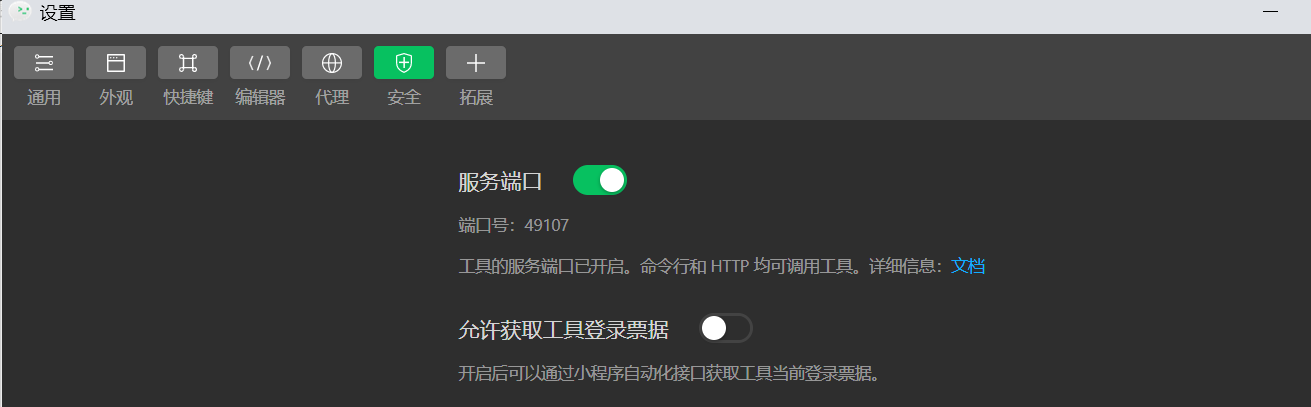 设置
通用 外观 快捷键 编辑器 代理 安全 拓展
服务端口
端口号：49107
工具的服务端口已开启。命令行和 HTTP 均可调用工具。详细信息：文档
允许获取工具登录票据
开启后可以通过小程序自动化接口获取工具当前登录票据。